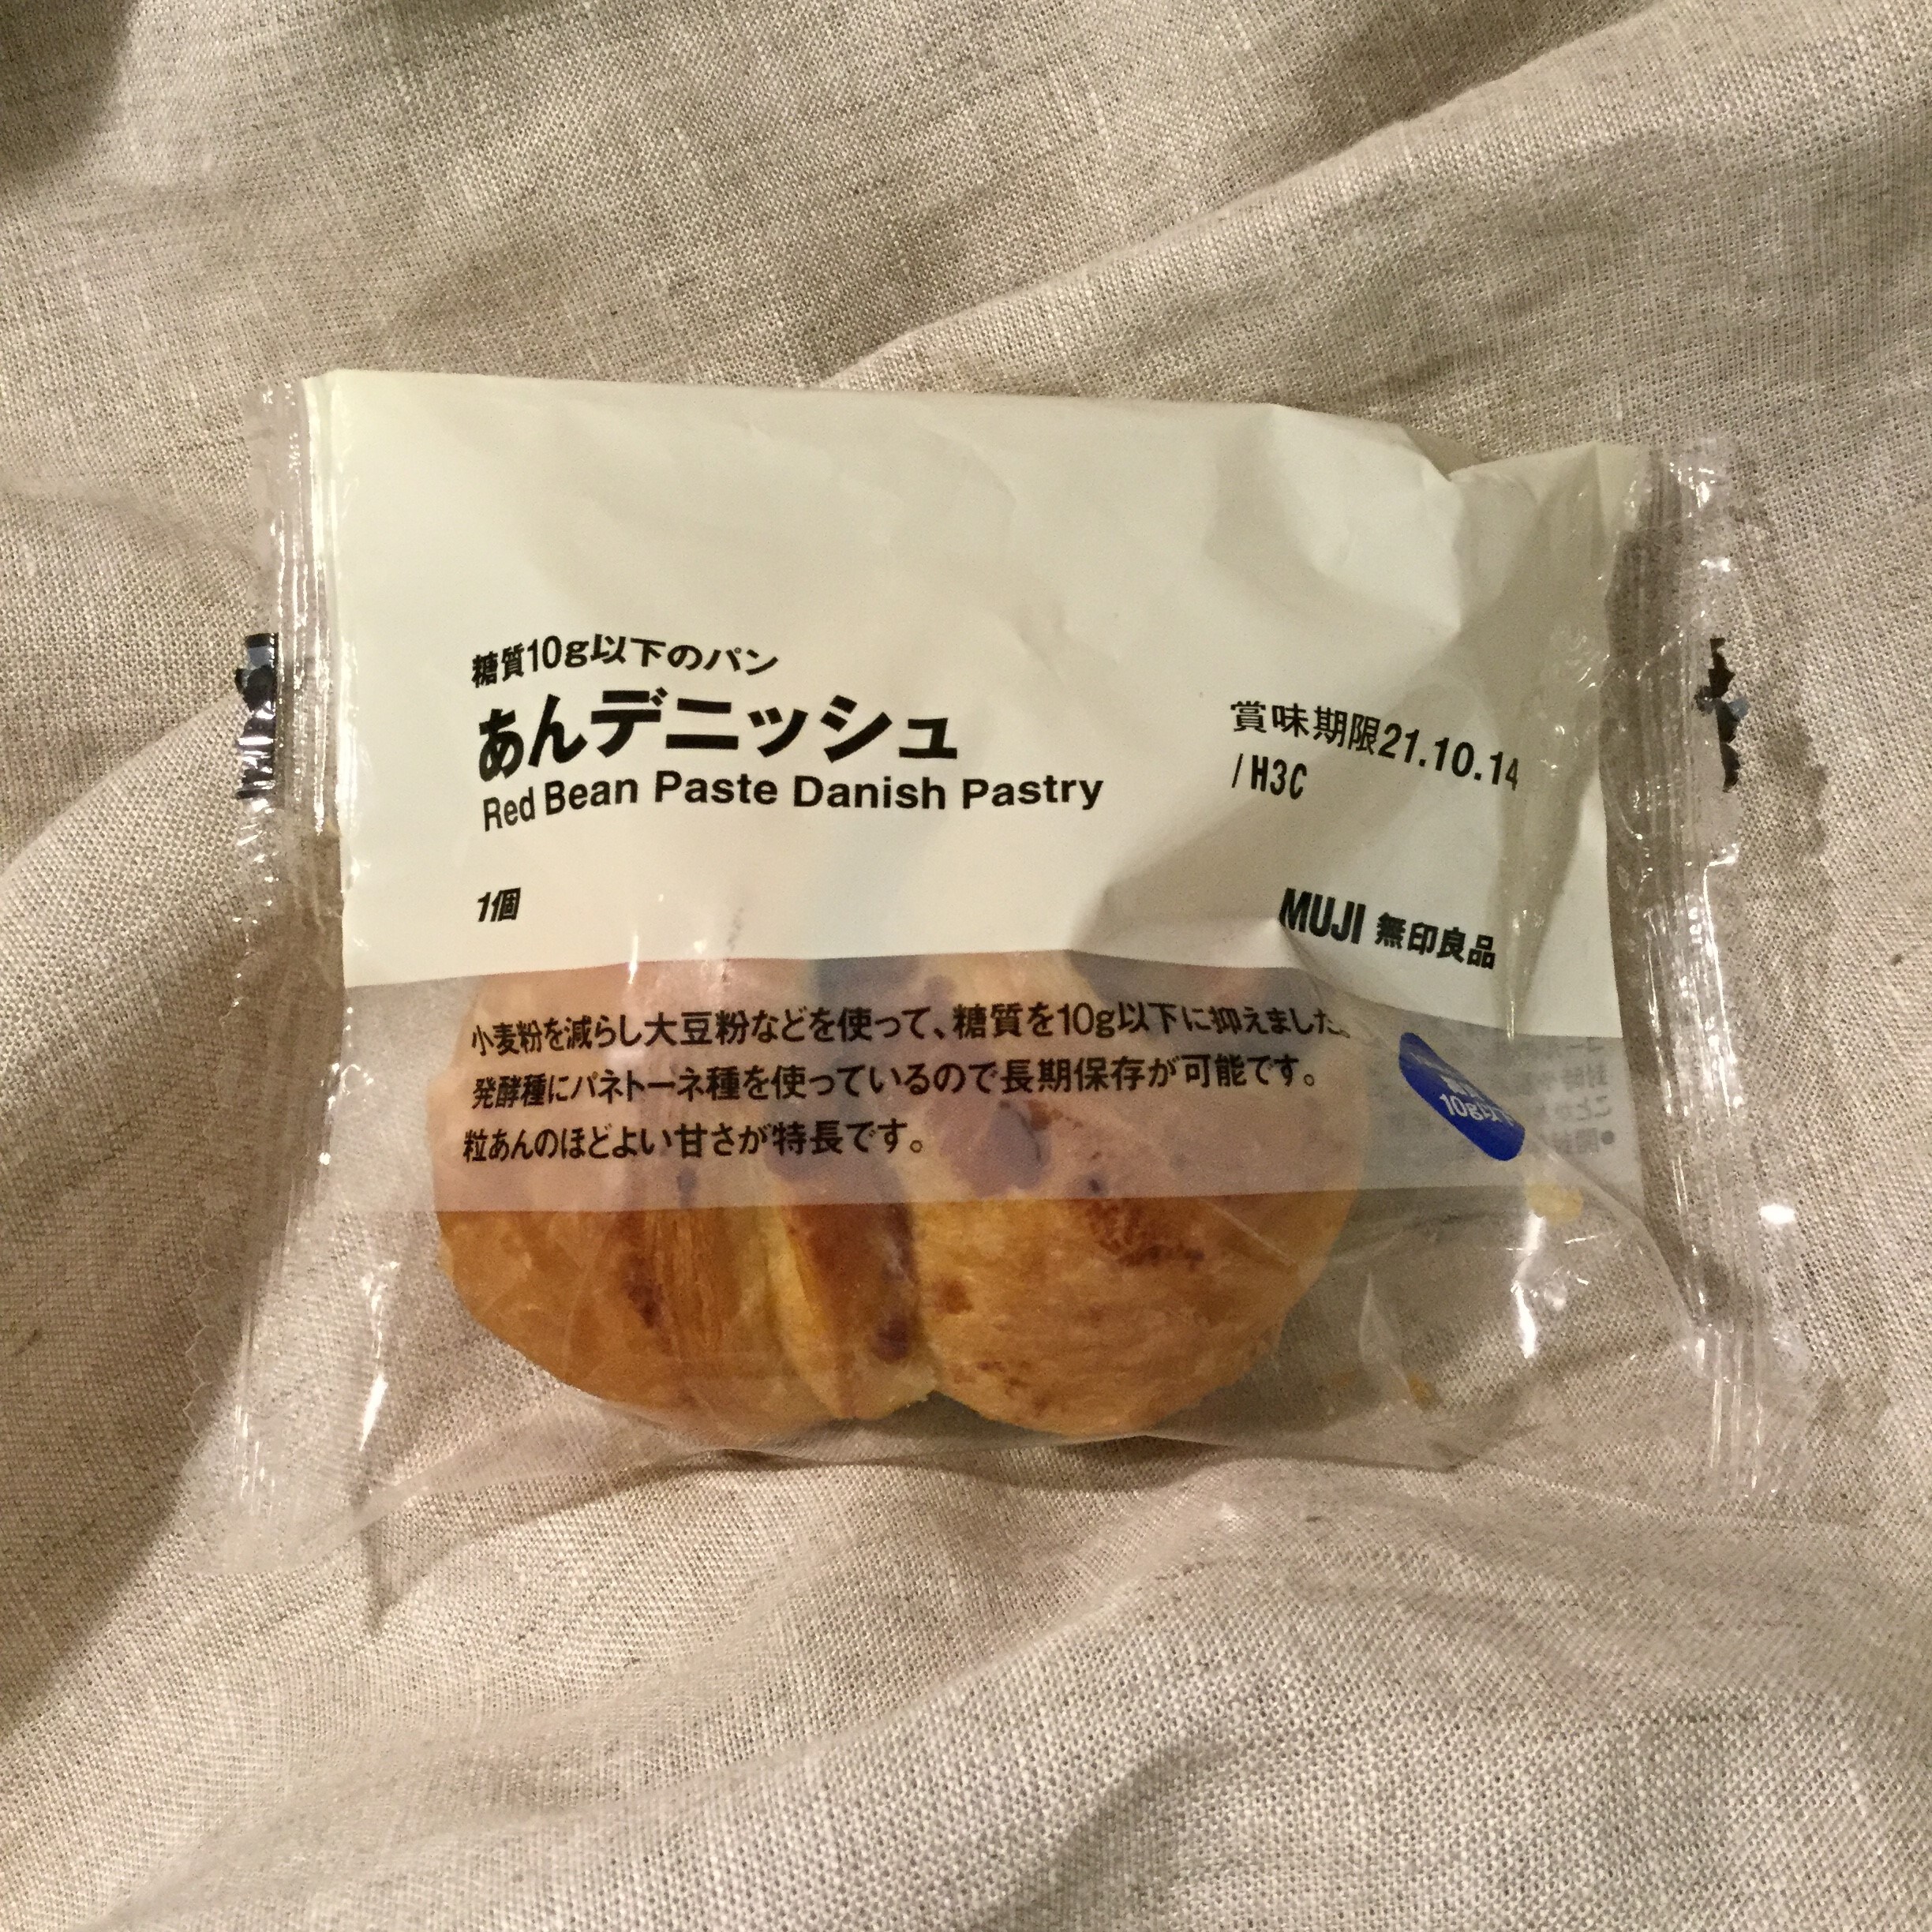 糖質10g以下のパン
あんデニッシュ
Red Bean Paste Danish Pastry
賞味期限21.10.14
/H3C
1個
MUJI 無印良品
小麦粉を減らし大豆粉などを使って、糖質を10g以下に抑えました。
発酵種にパネトーネ種を使っているので長期保存が可能です。
粒あんのほどよい甘さが特長です。
10g以下